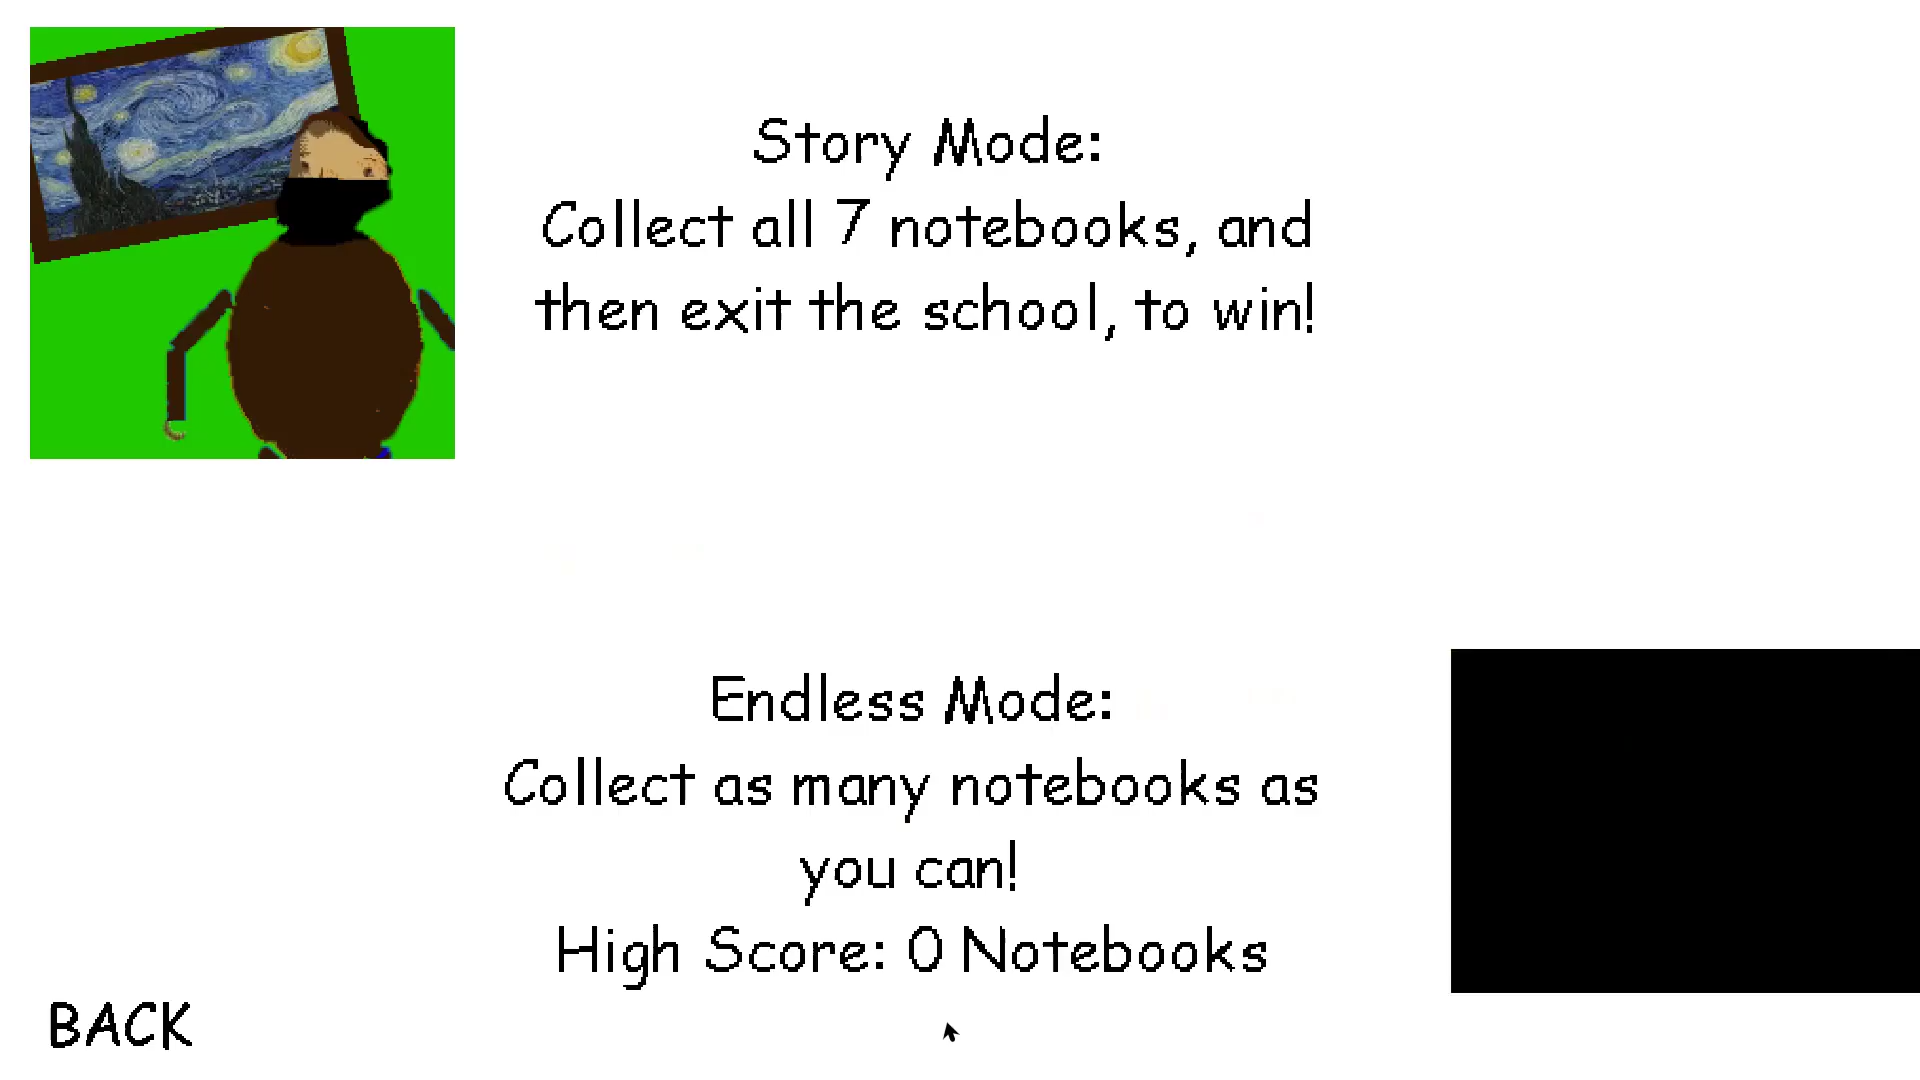 Story Mode:
Collect all 7 notebooks, and
then exit the school, to win!
Endless Mode:
Collect as many notebooks as
you can!
High Score: 0 Notebooks
BACK